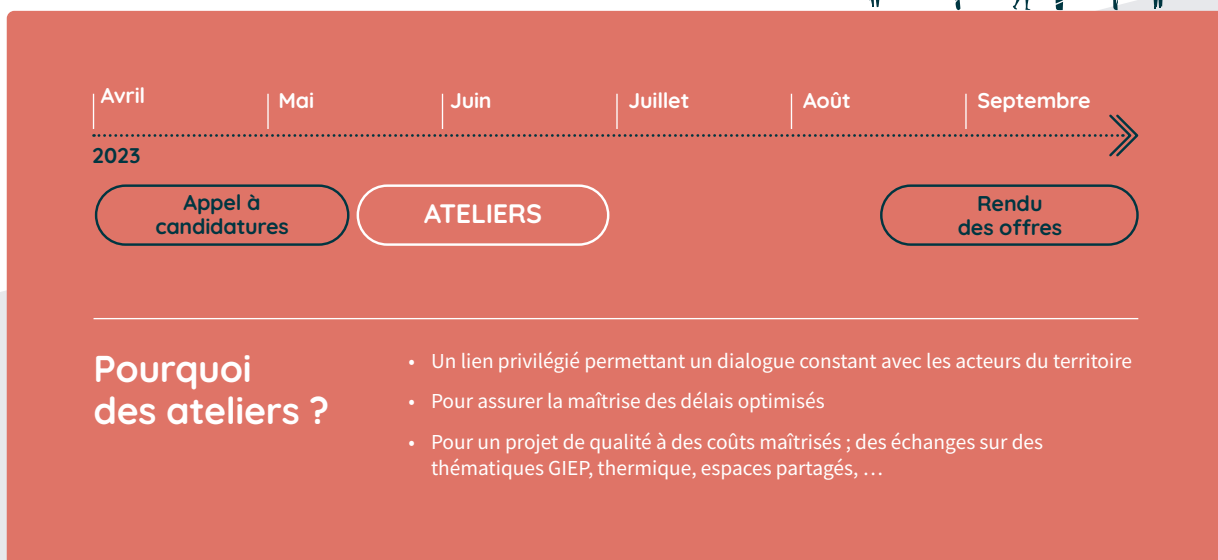 Avril
Mai
Juin
Juillet
Août
Septembre
2023
Appel à
candidatures
ATELIERS
Rendu
des offres
Pourquoi
des ateliers ?
• Un lien privilégié permettant un dialogue constant avec les acteurs du territoire
• Pour assurer la maîtrise des délais optimisés
• Pour un projet de qualité à des coûts maîtrisés ; des échanges sur des
thématiques GIEP, thermique, espaces partagés, …